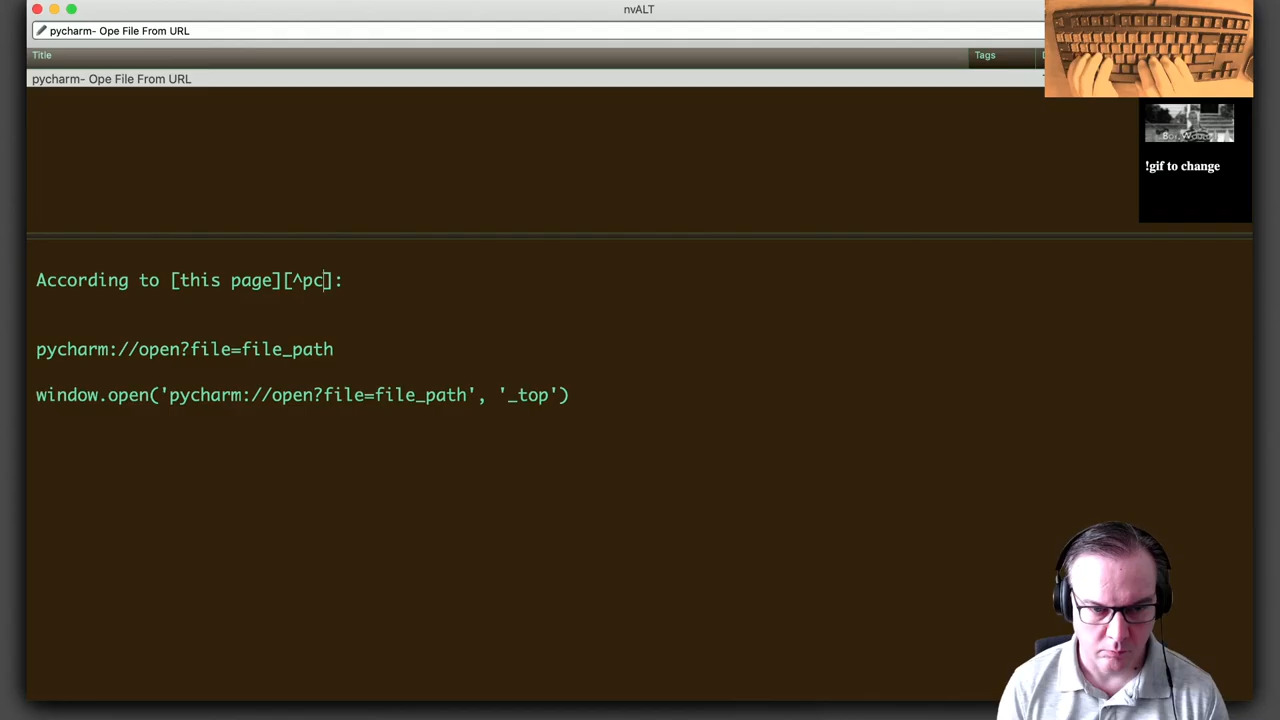 nvALT
pycharm- Ope File From URL
Title
Tags
pycharm- Ope File From URL
!gif to change
According to [this page][^pc]:
pycharm://open?file=file_path
window.open('pycharm://open?file=file_path', '_top')